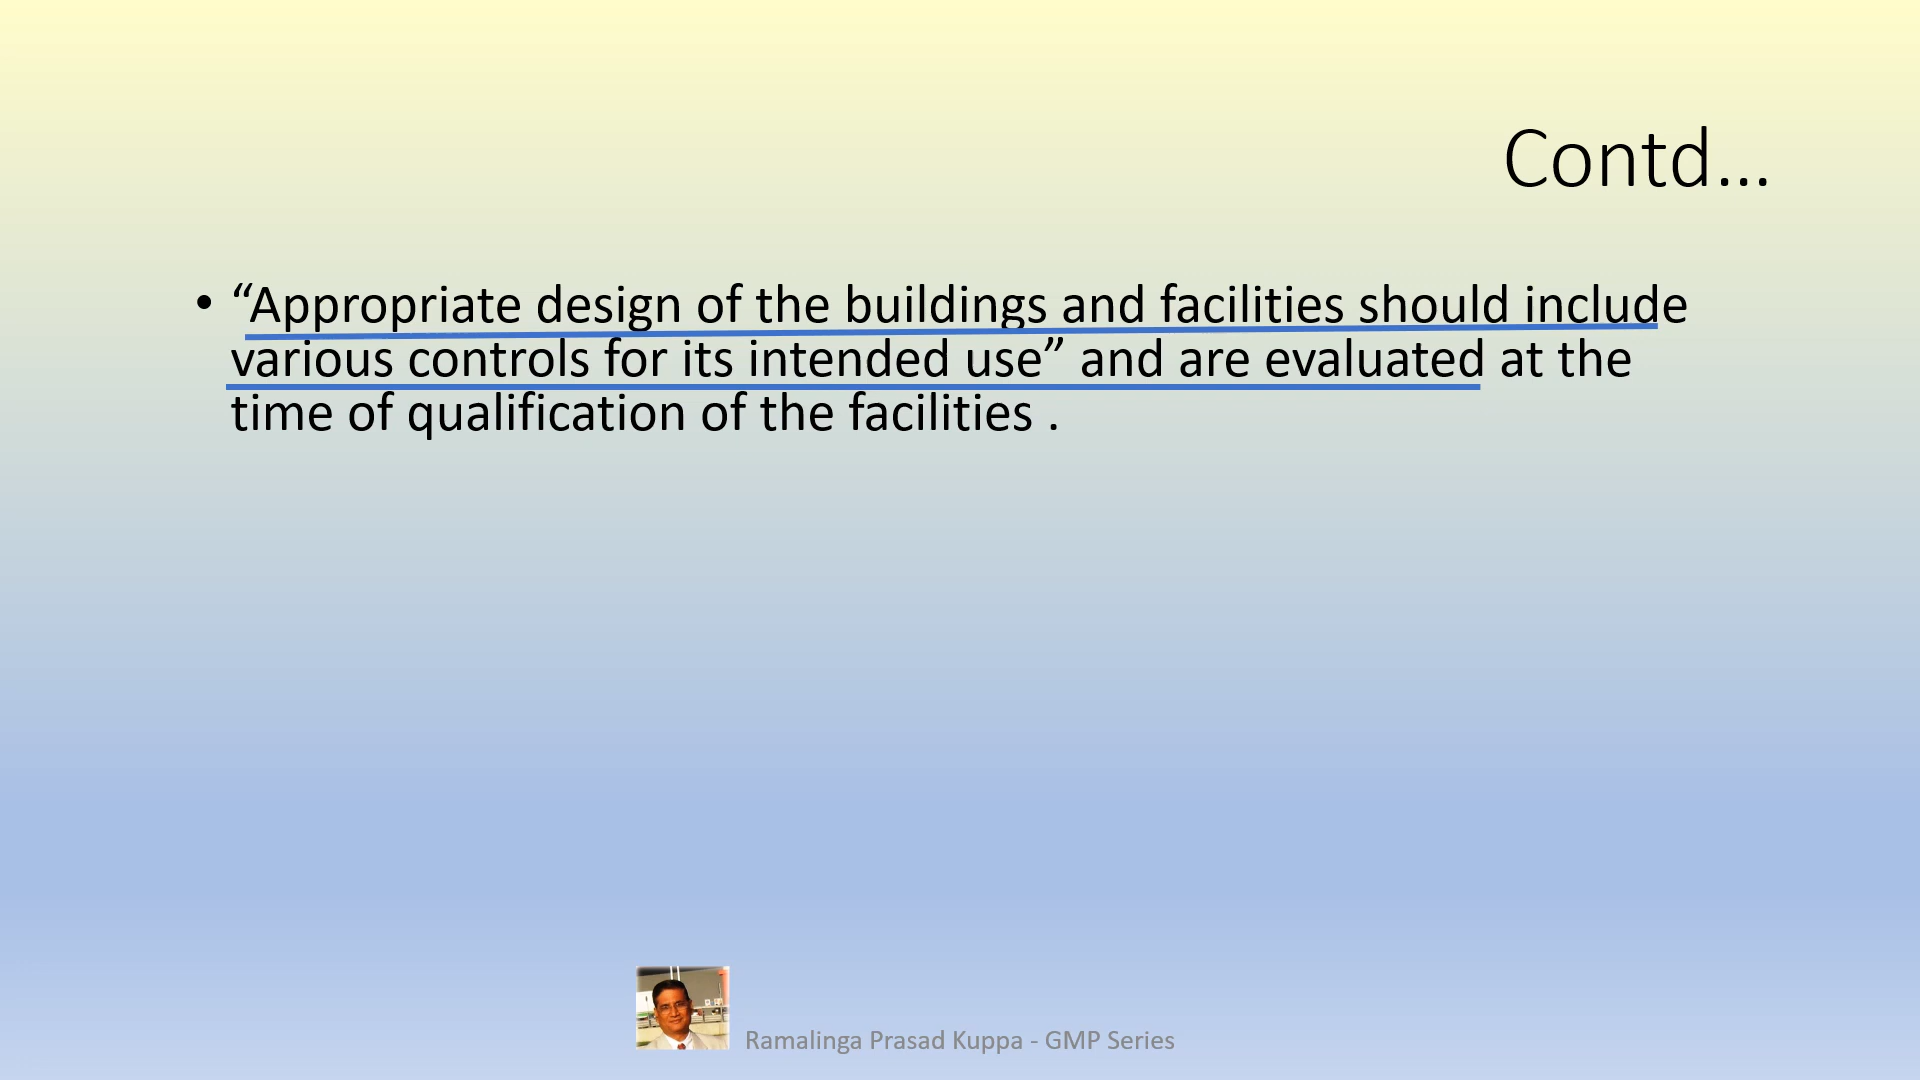 Contd...
• “Appropriate design of the buildings and facilities should include
various controls for its intended use” and are evaluated at the
time of qualification of the facilities .
Ramalinga Prasad Kuppa - GMP Series